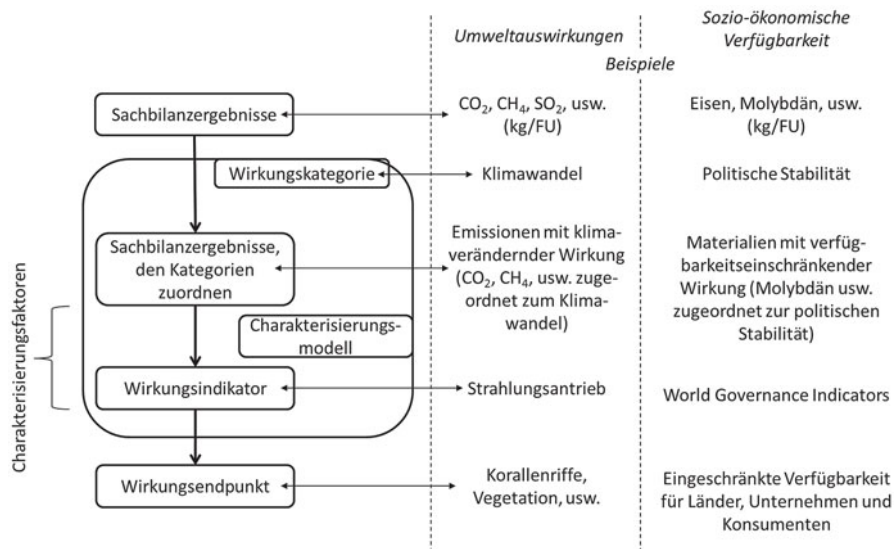 Umweltauswirkungen
Sozio-ökonomische
Verfügbarkeit
Beispiele
Sachbilanzergebnisse
CO₂, CH₄, SO₂, usw.
(kg/FU)
Eisen, Molybdän, usw.
(kg/FU)
Wirkungskategorie
Klimawandel
Politische Stabilität
Sachbilanzergebnisse,
den Kategorien
zuordnen
Emissionen mit klima-
verändernder Wirkung
(CO₂, CH₄, usw. zuge-
ordnet zum Klima-
wandel)
Materialien mit verfüg-
barkeitseinschränkender
Wirkung (Molybdän usw.
zugeordnet zur politischen
Stabilität)
Charakterisierungsfaktoren
Charakterisierungs-
modell
Wirkungsindikator
Strahlungsantrieb
World Governance Indicators
Wirkungsendpunkt
Korallenriffe,
Vegetation, usw.
Eingeschränkte Verfügbarkeit
für Länder, Unternehmen und
Konsumenten